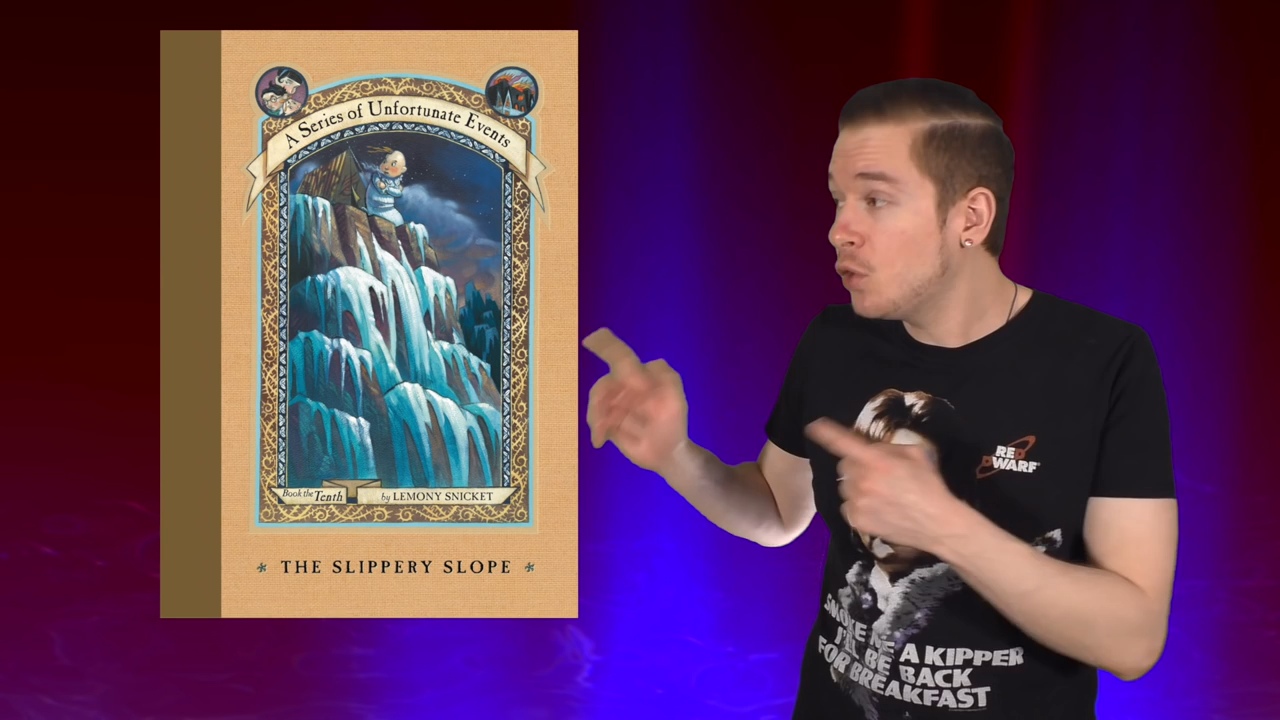 A Series of Unfortunate Events
Book the Tenth
by LEMONY SNICKET
THE SLIPPERY SLOPE
RED
DWARF
SMOKE ME A KIPPER
I'LL BE BACK
FOR BREAKFAST